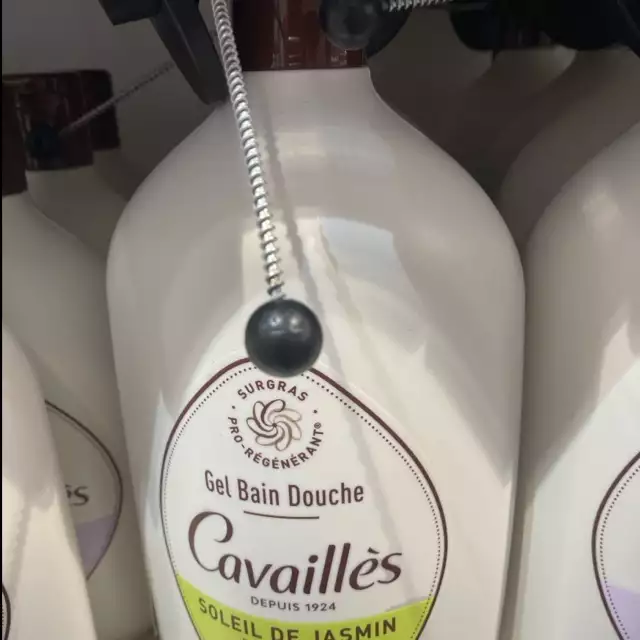 SURGRAS
PRO-RÉGÉNÉRANT®
Gel Bain Douche
Cavaillès
DEPUIS 1924
SOLEIL DE JASMIN